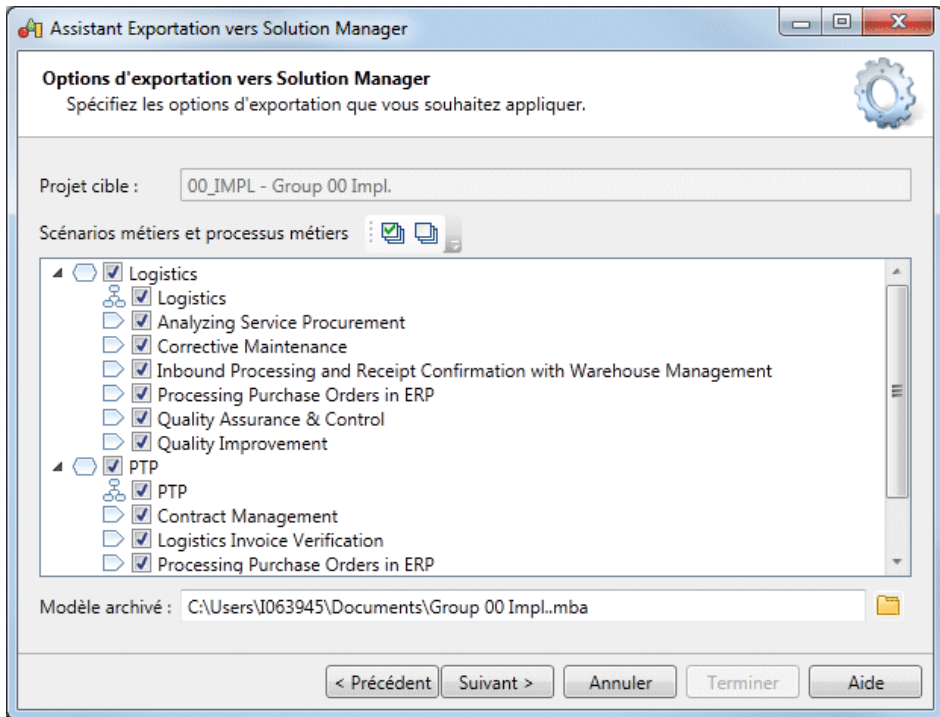 Assistant Exportation vers Solution Manager
Options d'exportation vers Solution Manager
Spécifiez les options d'exportation que vous souhaitez appliquer.
Projet cible : 00_IMPL - Group 00 Impl.
Scénarios métiers et processus métiers
Logistics
Logistics
Analyzing Service Procurement
Corrective Maintenance
Inbound Processing and Receipt Confirmation with Warehouse Management
Processing Purchase Orders in ERP
Quality Assurance & Control
Quality Improvement
PTP
PTP
Contract Management
Logistics Invoice Verification
Processing Purchase Orders in ERP
Modèle archivé : C:\Users\I063945\Documents\Group 00 Impl..mba
< Précédent Suivant > Annuler Terminer Aide